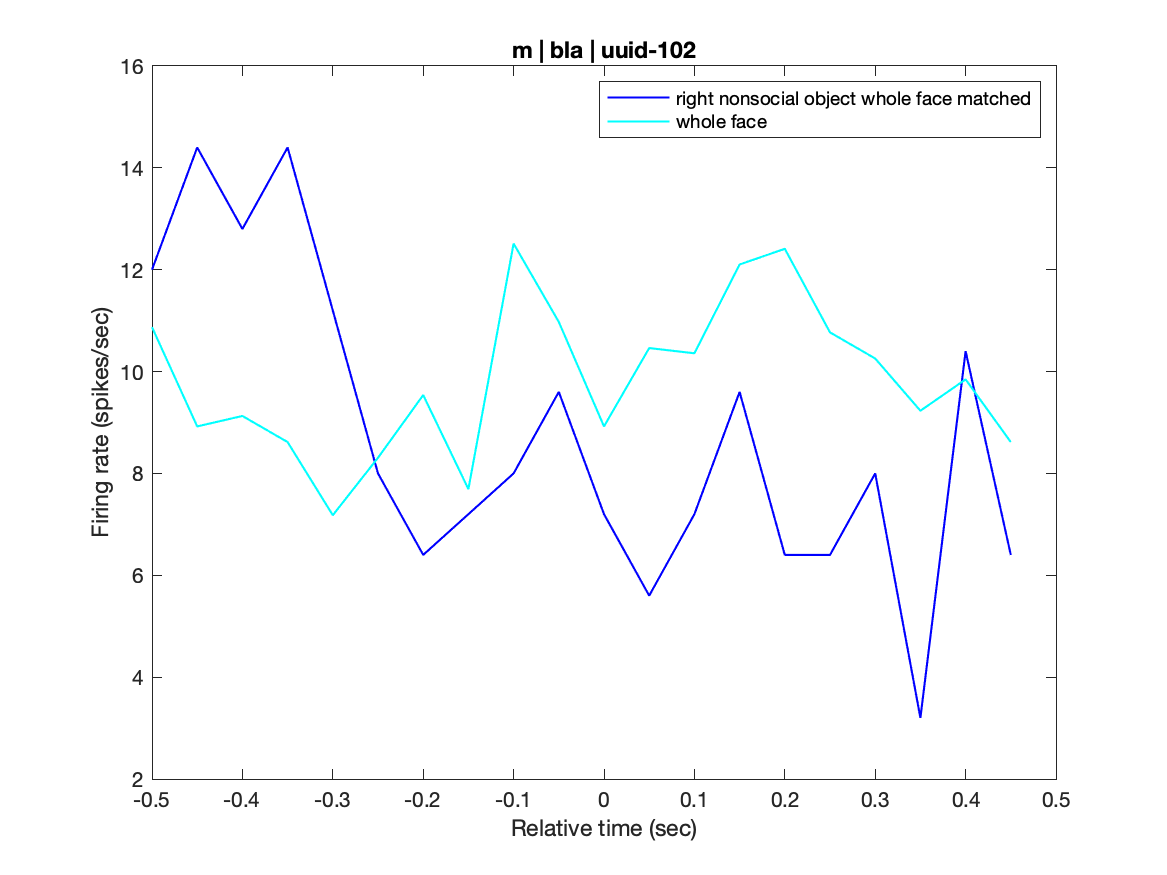 m | bla | uuid-102
right nonsocial object whole face matched
whole face
16
14
12
10
8
6
4
2
Firing rate (spikes/sec)
-0.5 -0.4 -0.3 -0.2 -0.1 0 0.1 0.2 0.3 0.4 0.5
Relative time (sec)